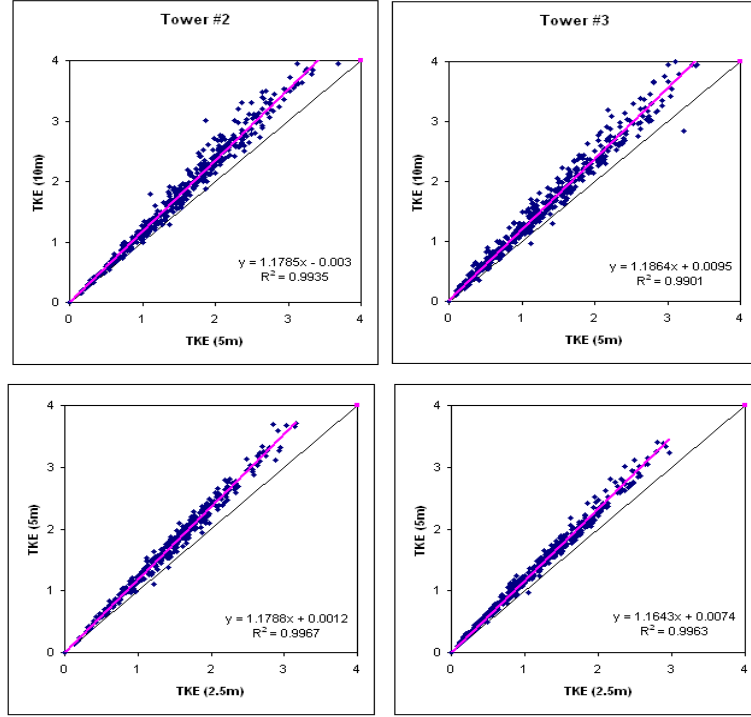 Tower #2
4
3
2
1
0
TKE (10m)
y = 1.1785x - 0.003
R² = 0.9935
0 1 2 3 4
TKE (5m)
Tower #3
4
3
2
1
0
TKE (10m)
y = 1.1864x + 0.0095
R² = 0.9901
0 1 2 3 4
TKE (5m)
4
3
2
1
0
TKE (5m)
y = 1.1788x + 0.0012
R² = 0.9967
0 1 2 3 4
TKE (2.5m)
4
3
2
1
0
TKE (5m)
y = 1.1643x + 0.0074
R² = 0.9963
0 1 2 3 4
TKE (2.5m)